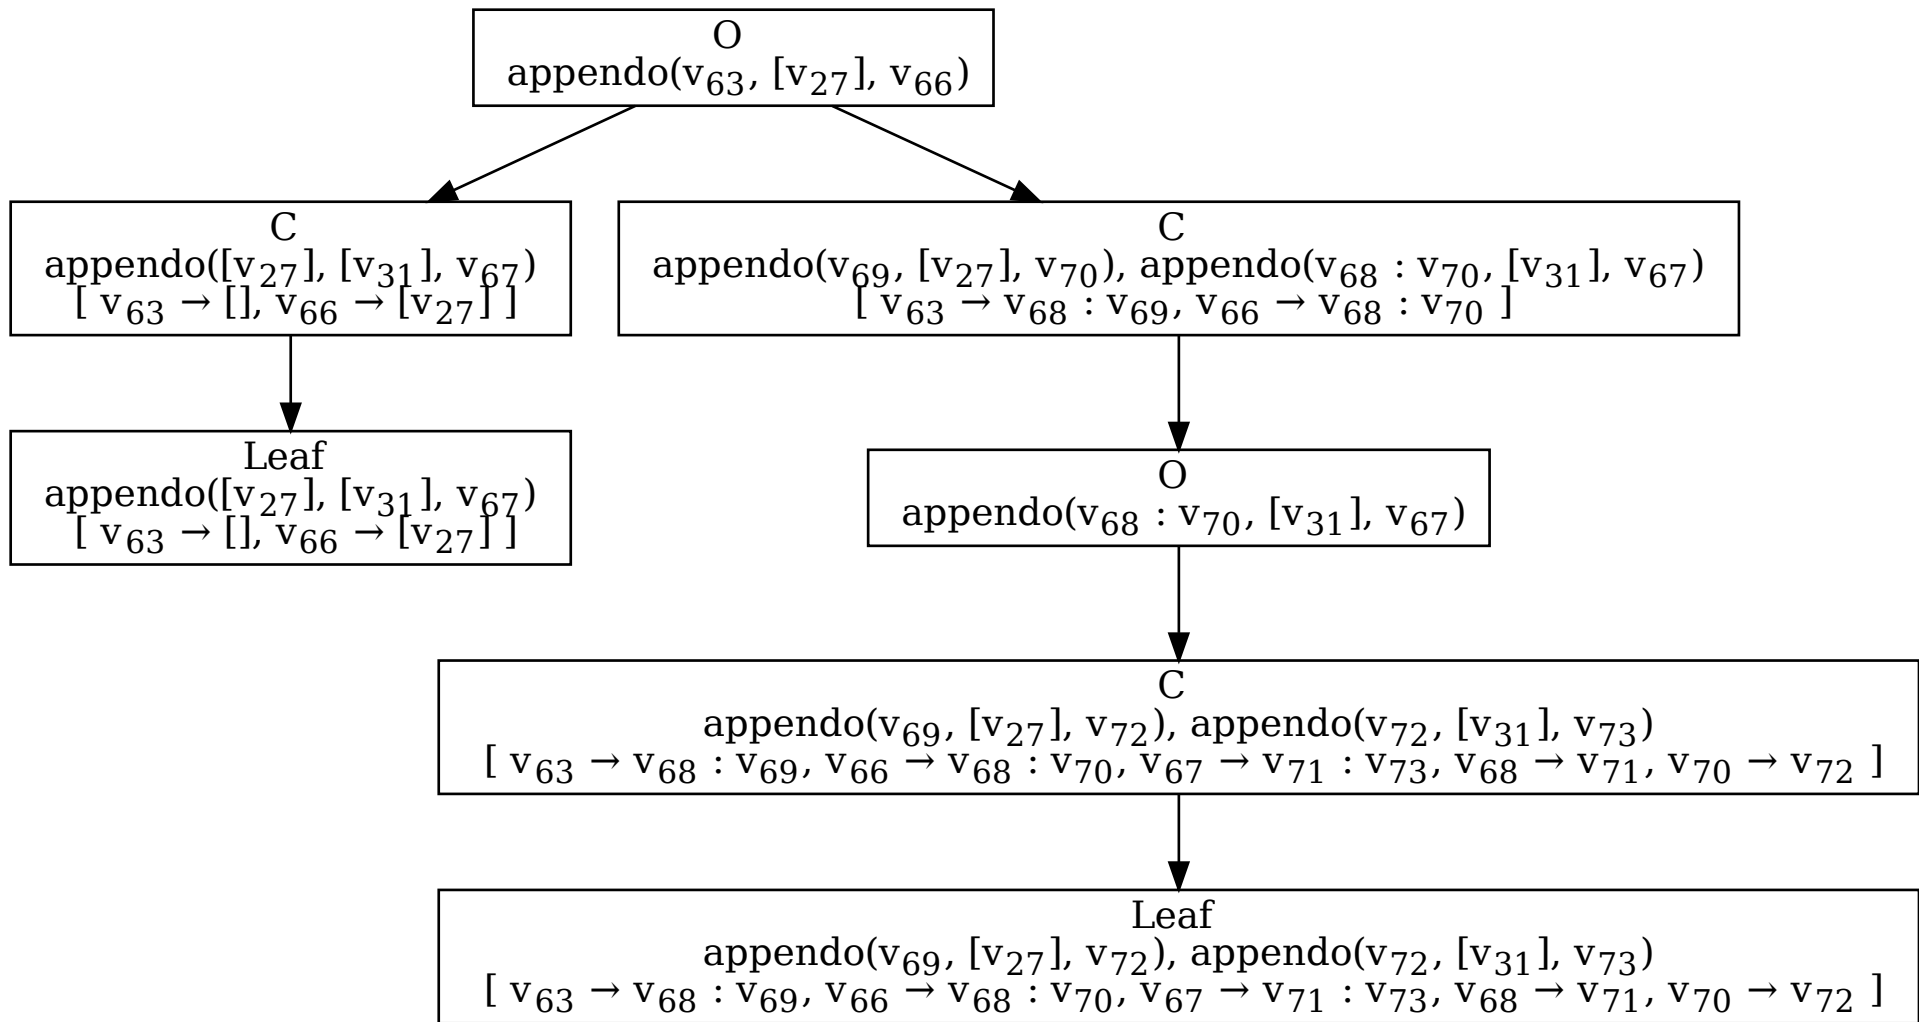 O
appendo(v₆₃, [v₂₇], v₆₆)
C
appendo([v₂₇], [v₃₁], v₆₇)
[ v₆₃ → [], v₆₆ → [v₂₇] ]
C
appendo(v₆₉, [v₂₇], v₇₀), appendo(v₆₈ : v₇₀, [v₃₁], v₆₇)
[ v₆₃ → v₆₈ : v₆₉, v₆₆ → v₆₈ : v₇₀ ]
Leaf
appendo([v₂₇], [v₃₁], v₆₇)
[ v₆₃ → [], v₆₆ → [v₂₇] ]
O
appendo(v₆₈ : v₇₀, [v₃₁], v₆₇)
C
appendo(v₆₉, [v₂₇], v₇₂), appendo(v₇₂, [v₃₁], v₇₃)
[ v₆₃ → v₆₈ : v₆₉, v₆₆ → v₆₈ : v₇₀, v₆₇ → v₇₁ : v₇₃, v₆₈ → v₇₁, v₇₀ → v₇₂ ]
Leaf
appendo(v₆₉, [v₂₇], v�7₂), appendo(v₇₂, [v₃₁], v₇₃)
[ v₆₃ → v₆₈ : v₆₉, v₆₆ → v₆₈ : v₇₀, v₆₇ → v₇₁ : v₇₃, v₆₈ → v₇₁, v₇₀ → v₇₂ ]